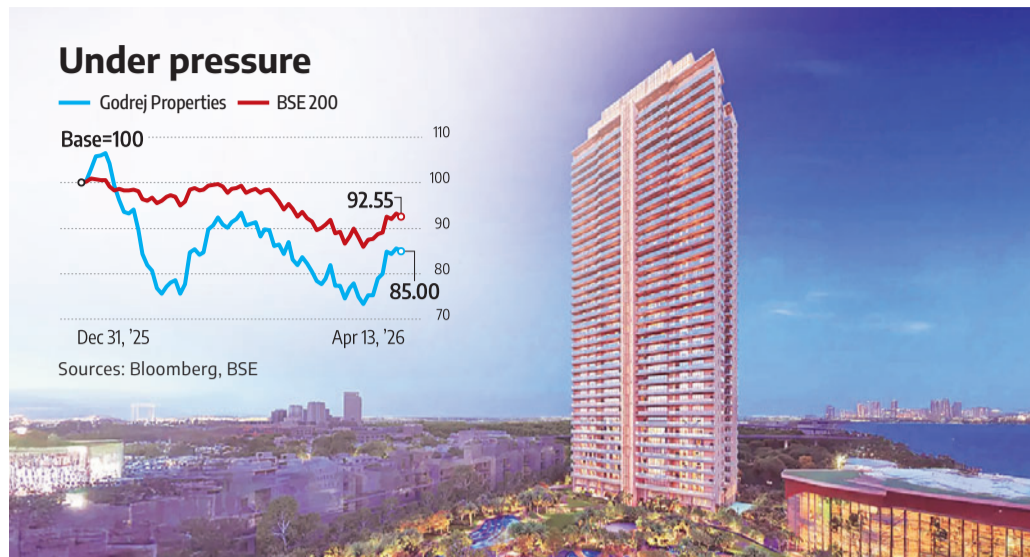 Under pressure
Godrej Properties BSE 200
Base=100
110
100
92.55
90
80
85.00
70
Dec 31, ’25 Apr 13, ’26
Sources: Bloomberg, BSE